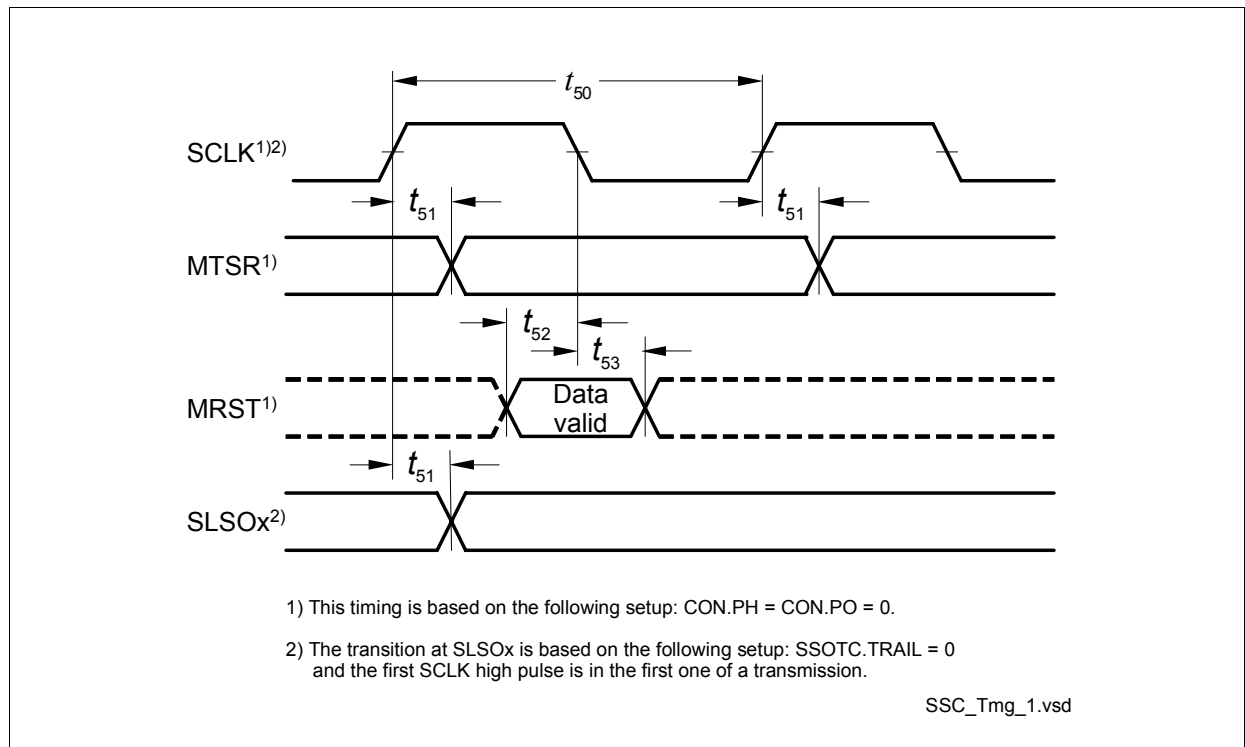 t50
SCLK1)2)
t51
t51
MTSR1)
t52
t53
MRST1)
Data
valid
t51
SLSOx2)
1) This timing is based on the following setup: CON.PH = CON.PO = 0.
2) The transition at SLSOx is based on the following setup: SSOTC.TRAIL = 0
and the first SCLK high pulse is in the first one of a transmission.
SSC_Tmg_1.vsd